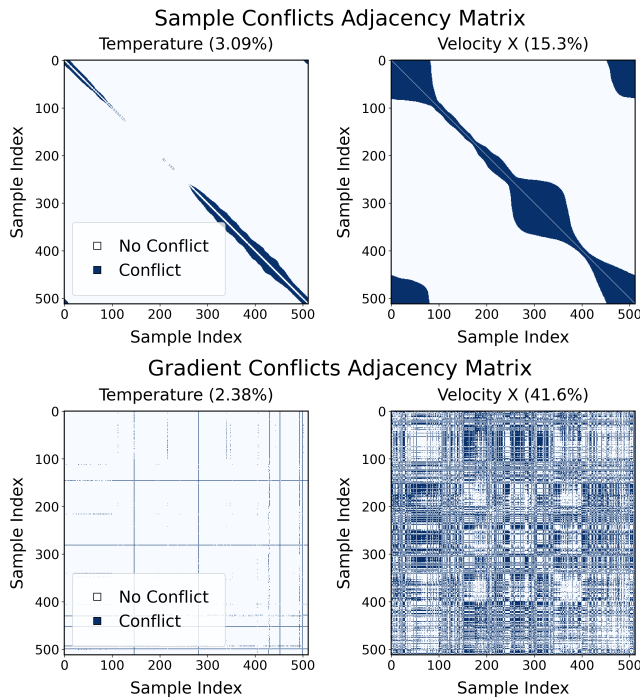 Sample Conflicts Adjacency Matrix
Temperature (3.09%)
Velocity X (15.3%)
Sample Index
0
100
200
300
400
500
No Conflict
Conflict
0 100 200 300 400 500
Sample Index
Sample Index
0
100
200
300
400
500
0 100 200 300 400 500
Sample Index
Gradient Conflicts Adjacency Matrix
Temperature (2.38%)
Velocity X (41.6%)
Sample Index
0
100
200
300
400
500
No Conflict
Conflict
0 100 200 300 400 500
Sample Index
Sample Index
0
100
200
300
400
500
0 100 200 300 400 500
Sample Index